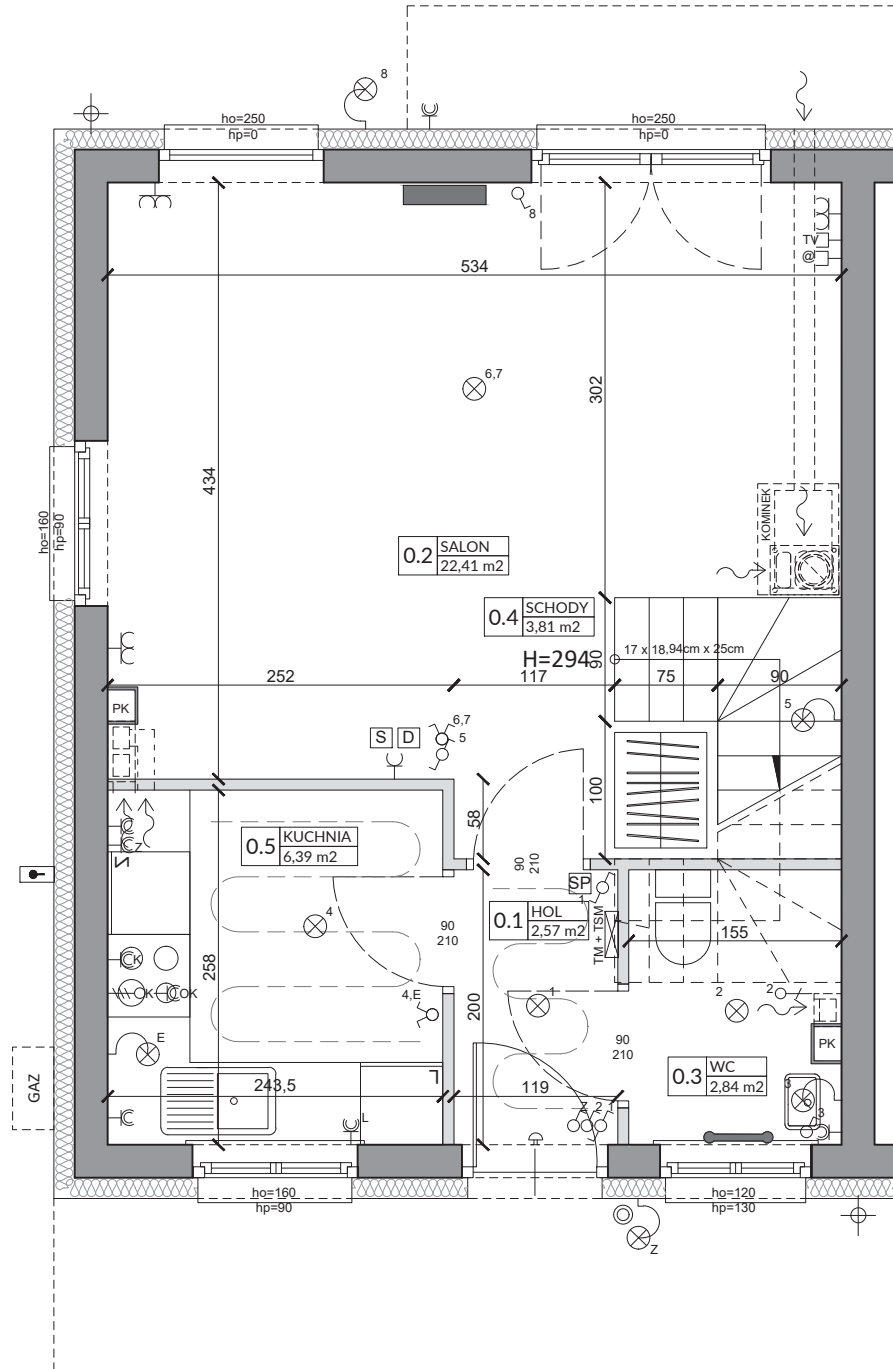 8
ho=250
hp=0
ho=250
hp=0
8
TV
@
534
6,7
302
434
ho=160
hp=90
KOMINEK
0.2 SALON
22,41 m2
0.4 SCHODY
3,81 m2
H=294
90
17 x 18,94cm x 25cm
252
117
75
90
PK
5
S D
6,7
5
100
58
Z
0.5 KUCHNIA
6,39 m2
90
210
SP
1
0.1 HOL
2,57 m2
TM + TSM
4
90
210
155
K
258
OK
OK
4,E
200
1
2
2
E
90
210
PK
0.3 WC
2,84 m2
GAZ
243,5
119
3
L
Z 2 1
3
ho=160
hp=90
ho=120
hp=130
Z